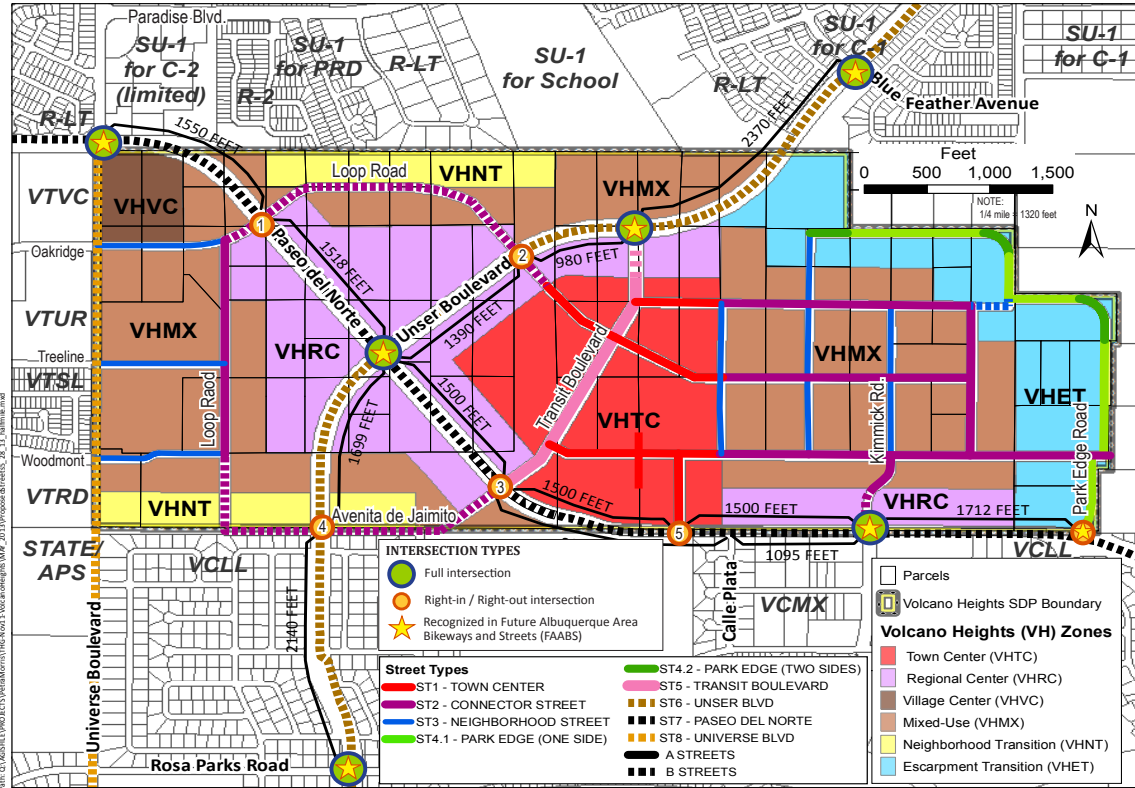 Paradise Blvd.
SU-1
for C-2
(limited)
SU-1
for PRD
R-2
R-LT
SU-1
for School
R-LT
SU-1
for C-1
SU-1
for C-1
Blue
Feather Avenue
R-LT
1550 FEET
2370 FEET
Feet
0 500 1,000 1,500
NOTE:
1/4 mile = 1320 feet
N
VTVC
VHVC
Loop Road
VHNT
VHMX
Oakridge
1
Paseo del Norte
1518 FEET
2
980 FEET
Unser Boulevard
1390 FEET
VTUR
VHMX
VHRC
Treeline
VTSL
Loop Raod
1699 FEET
1500 FEET
Transit Boulevard
VHTC
VHMX
Kimmick Rd.
VHET
Park Edge Road
Woodmont
VTRD
VHNT
3
4
Avenita de Jaimito
1500 FEET
5
1500 FEET
VHRC
1712 FEET
1095 FEET
STATE/
APS
VCLL
VCLL
VCMX
Calle Plata
2140 FEET
Universe Boulevard
Rosa Parks Road
INTERSECTION TYPES
Full intersection
Right-in / Right-out intersection
Recognized in Future Albuquerque Area
Bikeways and Streets (FAABS)
Street Types
ST1 - TOWN CENTER
ST2 - CONNECTOR STREET
ST3 - NEIGHBORHOOD STREET
ST4.1 - PARK EDGE (ONE SIDE)
ST4.2 - PARK EDGE (TWO SIDES)
ST5 - TRANSIT BOULEVARD
ST6 - UNSER BLVD
ST7 - PASEO DEL NORTE
ST8 - UNIVERSE BLVD
A STREETS
B STREETS
Parcels
Volcano Heights SDP Boundary
Volcano Heights (VH) Zones
Town Center (VHTC)
Regional Center (VHRC)
Village Center (VHVC)
Mixed-Use (VHMX)
Neighborhood Transition (VHNT)
Escarpment Transition (VHET)